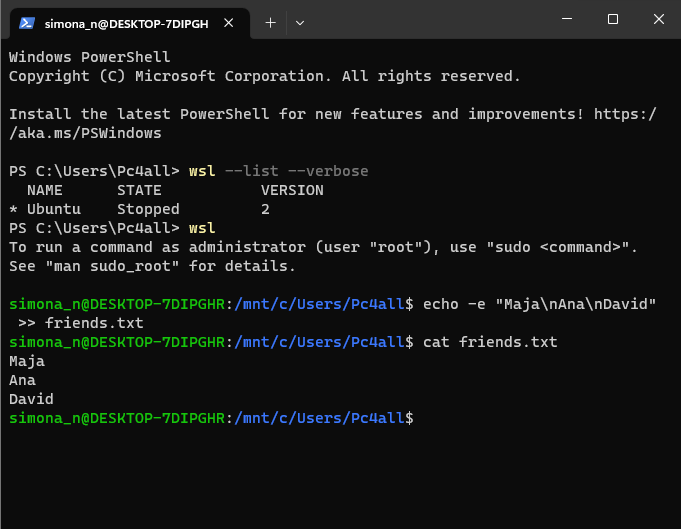 simona_n@DESKTOP-7DIPGH
Windows PowerShell
Copyright (C) Microsoft Corporation. All rights reserved.
Install the latest PowerShell for new features and improvements! https:/
/aka.ms/PSWindows
PS C:\Users\Pc4all> wsl --list --verbose
  NAME      STATE           VERSION
* Ubuntu    Stopped         2
PS C:\Users\Pc4all> wsl
To run a command as administrator (user "root"), use "sudo <command>".
See "man sudo_root" for details.
simona_n@DESKTOP-7DIPGHR:/mnt/c/Users/Pc4all$ echo -e "Maja\nAna\nDavid"
 >> friends.txt
simona_n@DESKTOP-7DIPGHR:/mnt/c/Users/Pc4all$ cat friends.txt
Maja
Ana
David
simona_n@DESKTOP-7DIPGHR:/mnt/c/Users/Pc4all$